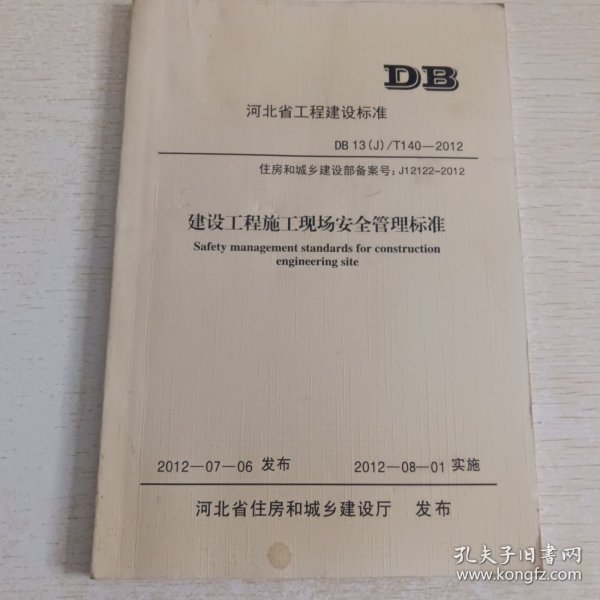 DB
河北省工程建设标准
DB 13(J)/T140—2012
住房和城乡建设部备案号：J12122-2012
建设工程施工现场安全管理标准
Safety management standards for construction
engineering site
2012—07—06 发布 2012—08—01 实施
河北省住房和城乡建设厅 发布
孔夫子旧书网
www.kongfz.com